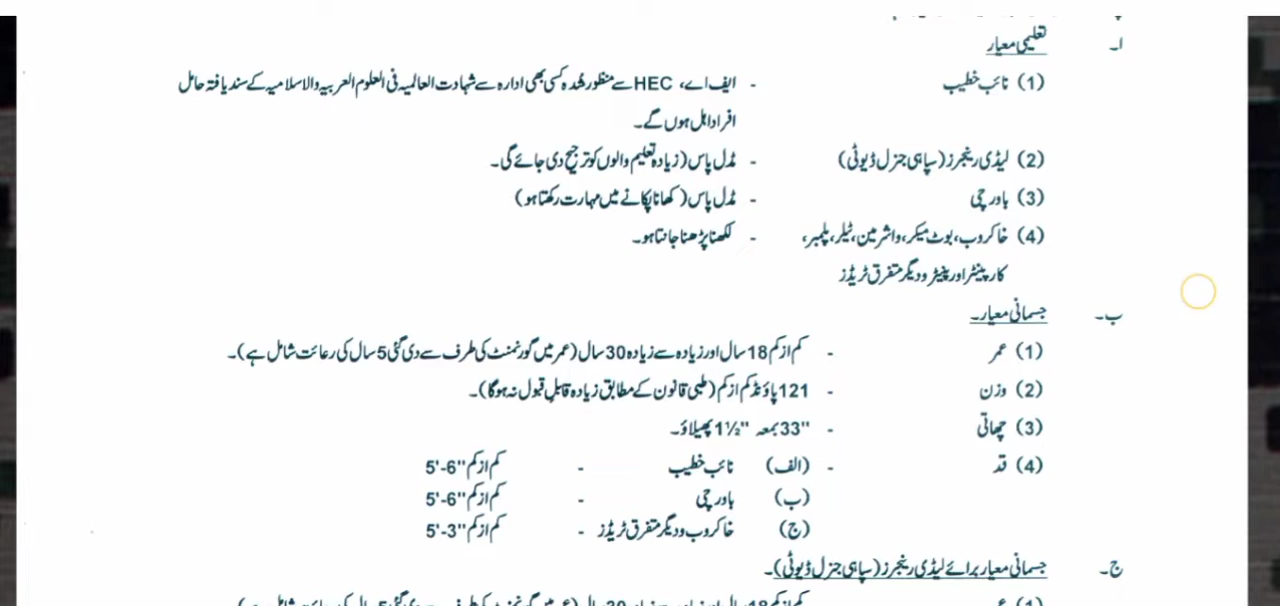 ا۔ تعلیمی معیار
(1) نائب خطیب - ایف اے، HEC سے منظور شدہ کسی بھی ادارہ سے شہادت العالمیہ فی العلوم العربیہ والاسلامیہ کے سند یافتہ حامل
افراد اہل ہوں گے۔
(2) لیڈی رینجرز (سپاہی جنرل ڈیوٹی) - مڈل پاس (زیادہ تعلیم والوں کو ترجیح دی جائے گی۔
(3) باورچی - مڈل پاس (کھانا پکانے میں مہارت رکھتا ہو)
(4) خاکروب، بوٹ میکر، واشرمین، ٹیلر، پلمبر، - لکھنا پڑھنا جانتا ہو۔
کارپینٹر اور پینٹر و دیگر متفرق ٹریڈز
ب۔ جسمانی معیار۔
(1) عمر - کم از کم 18 سال اور زیادہ سے زیادہ 30 سال (عمر میں گورنمنٹ کی طرف سے دی گئی 5 سال کی رعائت شامل ہے)۔
(2) وزن - 121 پاؤنڈ کم از کم (طبی قانون کے مطابق زیادہ قابلِ قبول نہ ہوگا)۔
(3) چھاتی - 33" بمعہ 1½" پھیلاؤ۔
(4) قد - (الف) نائب خطیب - کم از کم 5'-6"
(ب) باورچی - کم از کم 5'-6"
(ج) خاکروب و دیگر متفرق ٹریڈز - کم از کم 5'-3"
ج۔ جسمانی معیار برائے لیڈی رینجرز (سپاہی جنرل ڈیوٹی)۔